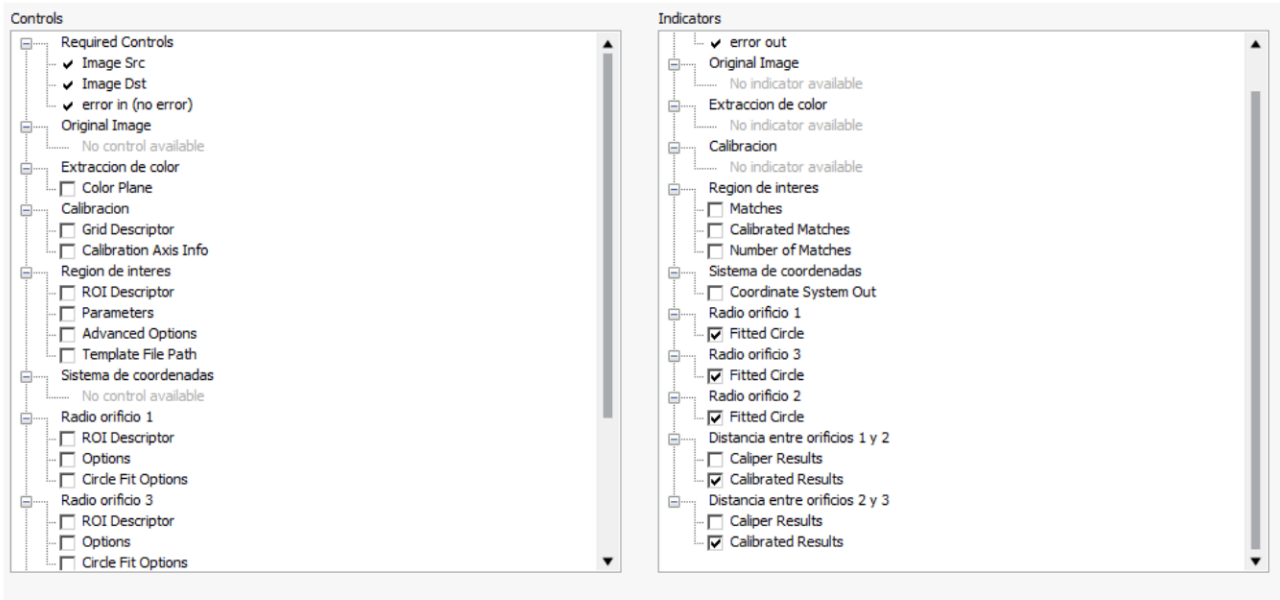 Controls
Required Controls
Image Src
Image Dst
error in (no error)
Original Image
No control available
Extraccion de color
Color Plane
Calibracion
Grid Descriptor
Calibration Axis Info
Region de interes
ROI Descriptor
Parameters
Advanced Options
Template File Path
Sistema de coordenadas
No control available
Radio orificio 1
ROI Descriptor
Options
Circle Fit Options
Radio orificio 3
ROI Descriptor
Options
Circle Fit Options
Indicators
error out
Original Image
No indicator available
Extraccion de color
No indicator available
Calibracion
No indicator available
Region de interes
Matches
Calibrated Matches
Number of Matches
Sistema de coordenadas
Coordinate System Out
Radio orificio 1
Fitted Circle
Radio orificio 3
Fitted Circle
Radio orificio 2
Fitted Circle
Distancia entre orificios 1 y 2
Caliper Results
Calibrated Results
Distancia entre orificios 2 y 3
Caliper Results
Calibrated Results